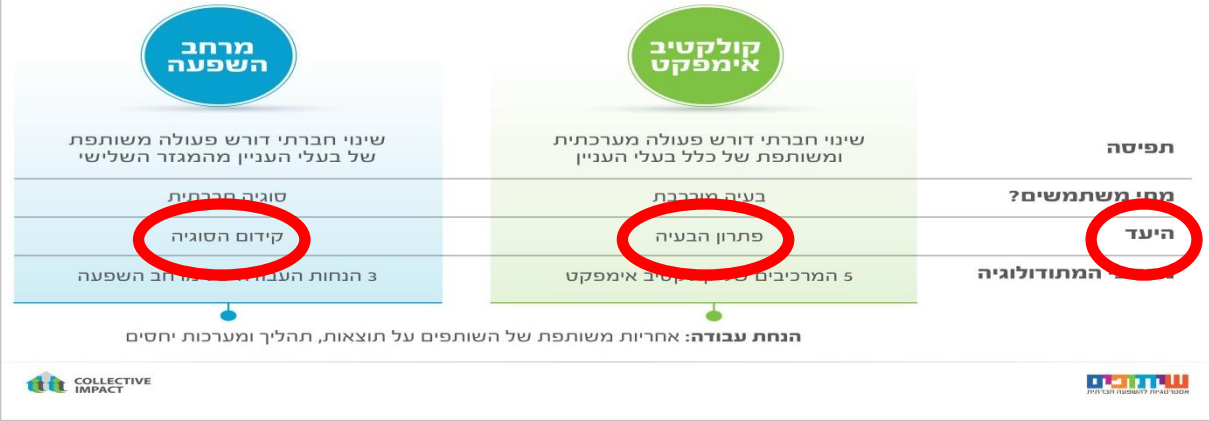 קולקטיב
אימפקט
מרחב
השפעה
תפיסה
שינוי חברתי דורש פעולה מערכתית
ומשותפת של כלל בעלי העניין
שינוי חברתי דורש פעולה משותפת
של בעלי העניין מהמגזר השלישי
מתי משתמשים?
בעיה מורכבת
סוגיה חברתית
היעד
פתרון הבעיה
קידום הסוגיה
המתודולוגיה
5 המרכיבים של קולקטיב אימפקט
3 הנחות העבודה של מרחב השפעה
הנחת עבודה: אחריות משותפת של השותפים על תוצאות, תהליך ומערכות יחסים
COLLECTIVE
IMPACT
שיתופים
אסטרטגיות להשפעה חברתית